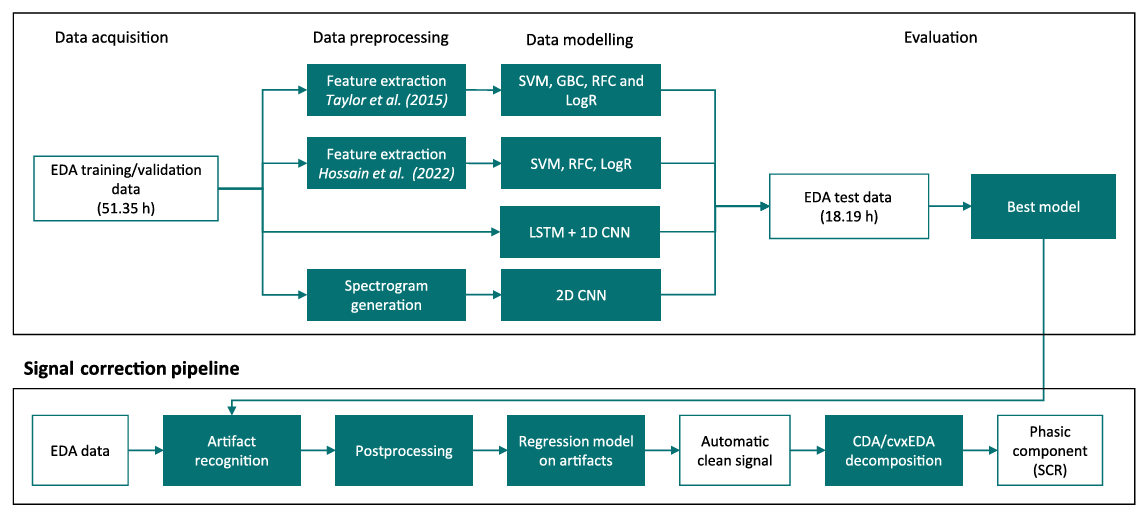 Data acquisition
Data preprocessing
Data modelling
Evaluation
Feature extraction
Taylor et al. (2015)
SVM, GBC, RFC and
LogR
Feature extraction
Hossain et al. (2022)
SVM, RFC, LogR
EDA training/validation
data
(51.35 h)
LSTM + 1D CNN
Spectrogram
generation
2D CNN
EDA test data
(18.19 h)
Best model
Signal correction pipeline
EDA data
Artifact
recognition
Postprocessing
Regression model
on artifacts
Automatic
clean signal
CDA/cvxEDA
decomposition
Phasic
component
(SCR)